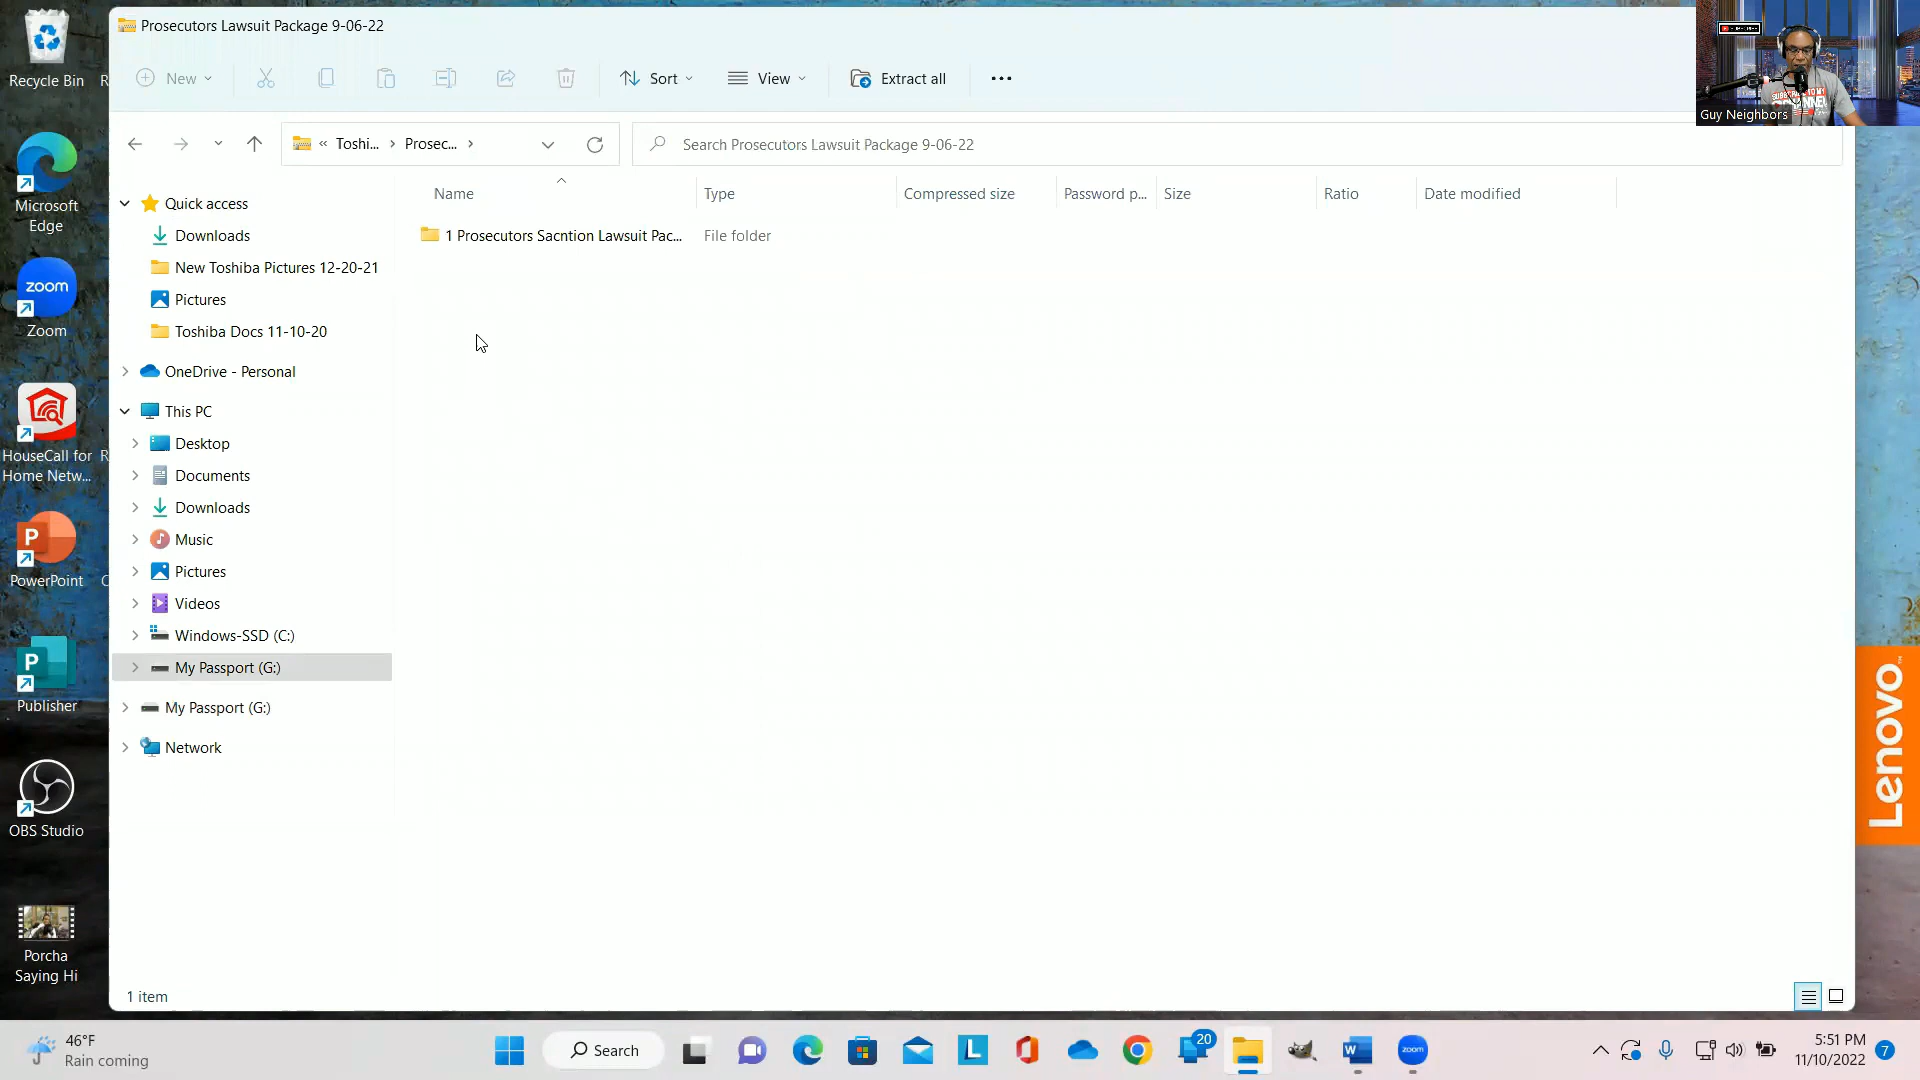 Prosecutors Lawsuit Package 9-06-22
New
Sort
View
Extract all
Guy Neighbors
« Toshi... > Prosec... >
Search Prosecutors Lawsuit Package 9-06-22
Name
Type
Compressed size
Password p...
Size
Ratio
Date modified
1 Prosecutors Sacntion Lawsuit Pac...
File folder
Quick access
Downloads
New Toshiba Pictures 12-20-21
Pictures
Toshiba Docs 11-10-20
OneDrive - Personal
This PC
Desktop
Documents
Downloads
Music
Pictures
Videos
Windows-SSD (C:)
My Passport (G:)
My Passport (G:)
Network
1 item
Recycle Bin
R
Microsoft
Edge
zoom
Zoom
HouseCall for
R
Home Netw...
P
PowerPoint
C
P
Publisher
OBS Studio
Porcha
Saying Hi
Lenovo
46°F
Rain coming
Search
L
20
W
zoom
5:51 PM
11/10/2022
7